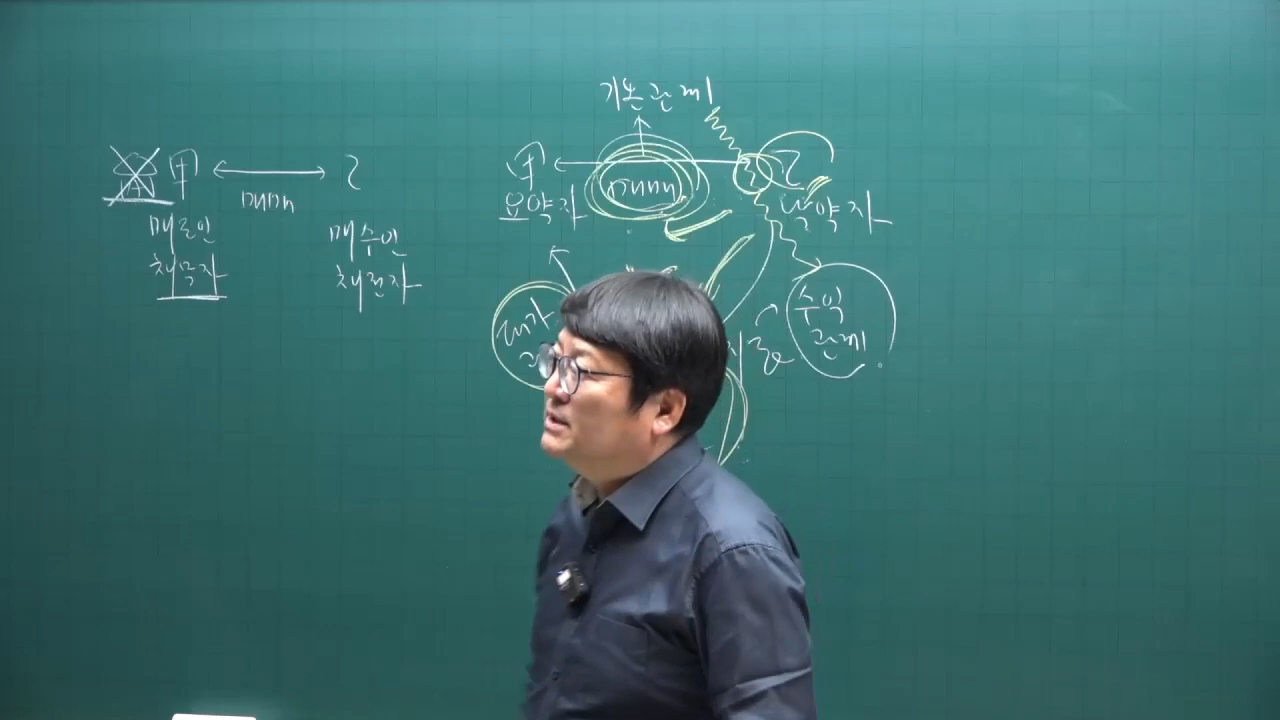 기본관계
甲 매매 乙
매도인 매수인
채무자 채권자
甲 매매 乙
요약자 낙약자
대가
수익
관계